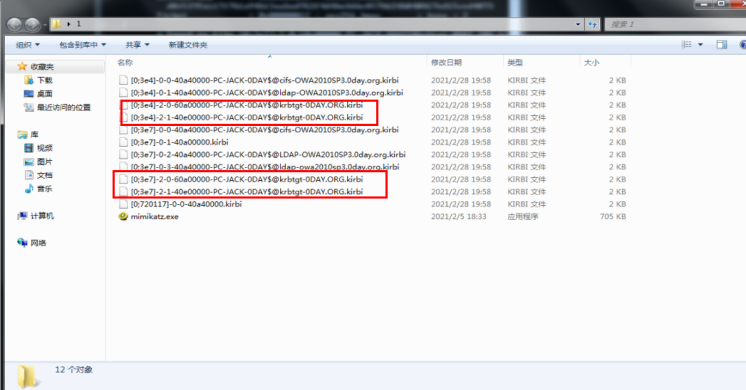 1
搜索 1
组织 包含到库中 共享 新建文件夹
名称 修改日期 类型 大小
收藏夹
下载
桌面
最近访问的位置
库
视频
图片
文档
音乐
计算机
网络
[0;3e4]-0-0-40a40000-PC-JACK-0DAY$@cifs-OWA2010SP3.0day.org.kirbi 2021/2/28 19:58 KIRBI 文件 2 KB
[0;3e4]-0-1-40a40000-PC-JACK-0DAY$@ldap-OWA2010SP3.0day.org.kirbi 2021/2/28 19:58 KIRBI 文件 2 KB
[0;3e4]-2-0-60a00000-PC-JACK-0DAY$@krbtgt-0DAY.ORG.kirbi 2021/2/28 19:58 KIRBI 文件 2 KB
[0;3e4]-2-1-40e00000-PC-JACK-0DAY$@krbtgt-0DAY.ORG.kirbi 2021/2/28 19:58 KIRBI 文件 2 KB
[0;3e7]-0-0-40a40000-PC-JACK-0DAY$@cifs-OWA2010SP3.0day.org.kirbi 2021/2/28 19:58 KIRBI 文件 2 KB
[0;3e7]-0-1-40a00000.kirbi 2021/2/28 19:58 KIRBI 文件 2 KB
[0;3e7]-0-2-40a40000-PC-JACK-0DAY$@LDAP-OWA2010SP3.0day.org.kirbi 2021/2/28 19:58 KIRBI 文件 2 KB
[0;3e7]-0-3-40a40000-PC-JACK-0DAY$@ldap-owa2010sp3.0day.org.kirbi 2021/2/28 19:58 KIRBI 文件 2 KB
[0;3e7]-2-0-60a00000-PC-JACK-0DAY$@krbtgt-0DAY.ORG.kirbi 2021/2/28 19:58 KIRBI 文件 2 KB
[0;3e7]-2-1-40e00000-PC-JACK-0DAY$@krbtgt-0DAY.ORG.kirbi 2021/2/28 19:58 KIRBI 文件 2 KB
[0;720117]-0-0-40a40000.kirbi 2021/2/28 19:58 KIRBI 文件 2 KB
mimikatz.exe 2021/2/5 18:33 应用程序 705 KB
12 个对象